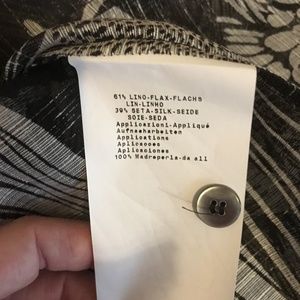 61% LINO-FLAX-FLACHS
LIN-LINHO
39% SETA-SILK-SEIDE
SOIE-SEDA
Applicazioni-Appliqué
Aufnaeharbeiten
Applications
Aplicacoes
Aplicaciones
100% Madreperla-da all